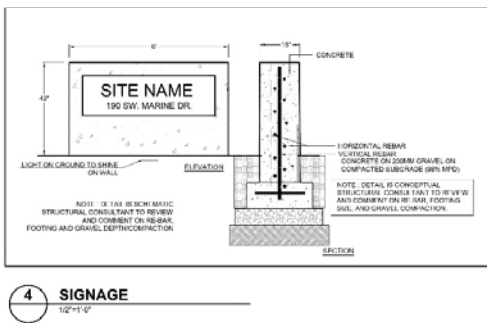 6'
18"
CONCRETE
42"
SITE NAME
190 SW. MARINE DR.
HORIZONTAL REBAR
VERTICAL REBAR
CONCRETE ON 200MM GRAVEL ON
COMPACTED SUBGRADE (98% MPD)
LIGHT ON GROUND TO SHINE
ON WALL
ELEVATION
NOTE : DETAIL IS SCHEMATIC
STRUCTURAL CONSULTANT TO REVIEW
AND COMMENT ON RE-BAR,
FOOTING AND GRAVEL DEPTH/COMPACTION
NOTE : DETAIL IS CONCEPTUAL
STRUCTURAL CONSULTANT TO REVIEW
AND COMMENT ON RE BAR, FOOTING
SIZE, AND GRAVEL COMPACTION.
SECTION
4 SIGNAGE
1/2"=1'-0"